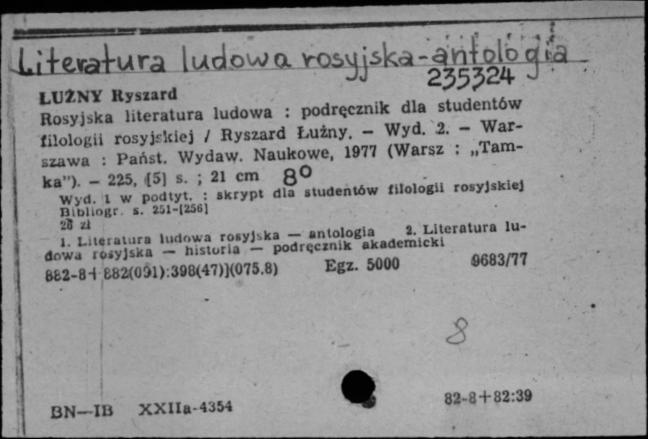 Literatura ludowa rosyjska-antologia
235324
ŁUŻNY Ryszard
Rosyjska literatura ludowa : podręcznik dla studentów
filologii rosyjskiej / Ryszard Łużny. — Wyd. 2. — War-
szawa : Państ. Wydaw. Naukowe, 1977 (Warsz : „Tam-
ka”). — 225, [5] s. ; 21 cm 8°
Wyd. 1 w podtyt. : skrypt dla studentów filologii rosyjskiej
Bibliogr. s. 251-[256]
28 zł
1. Literatura ludowa rosyjska — antologia 2. Literatura lu-
dowa rosyjska — historia — podręcznik akademicki
882-8+882(091):398(47)](075.8) Egz. 5000 9683/77
8
BN—IB XXIIa-4354 82-8+82:39